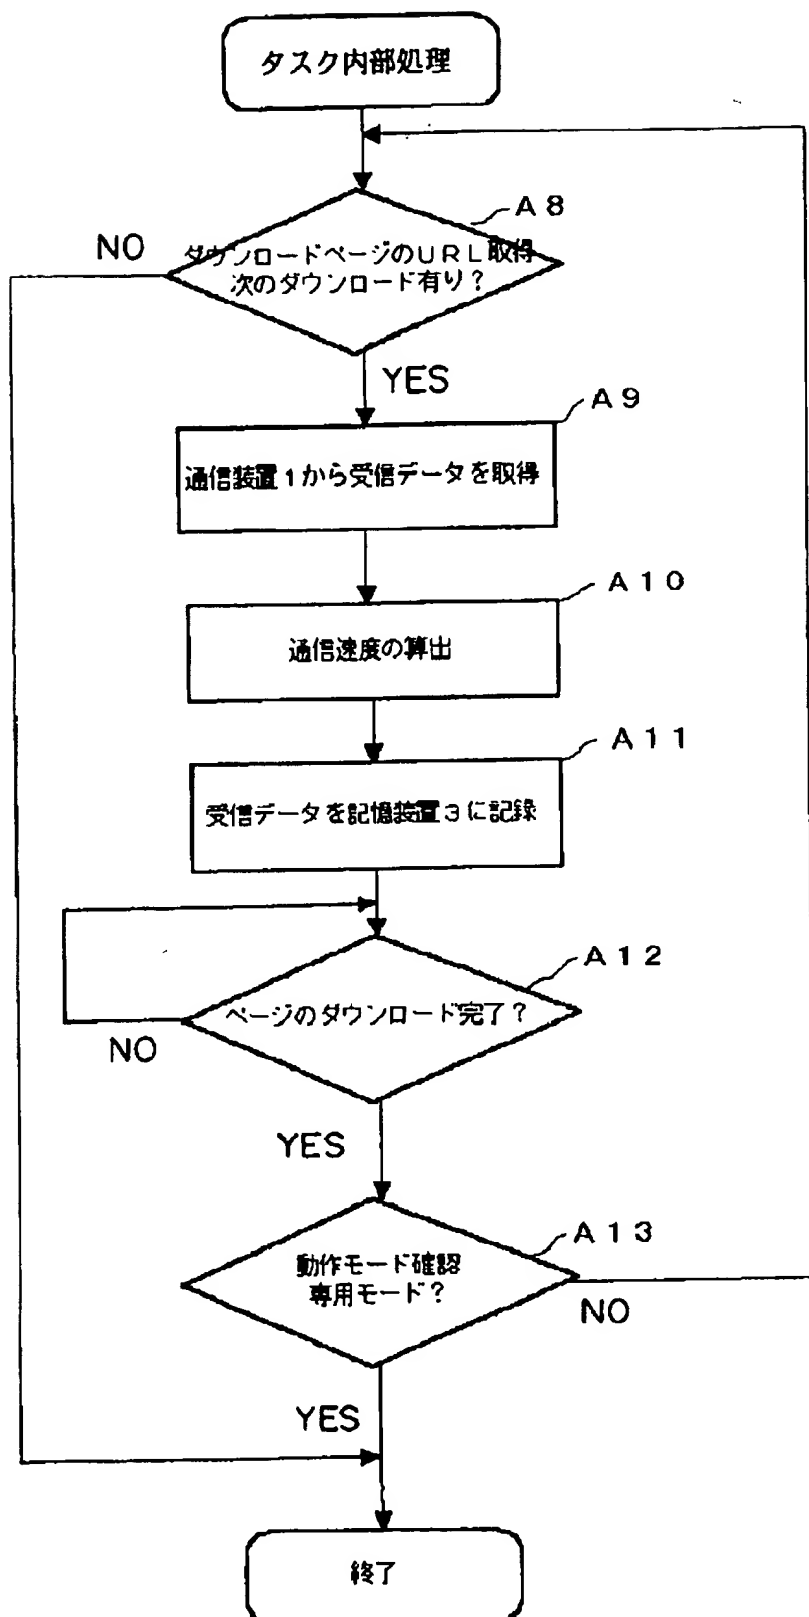 タスク内部処理
A8
NO
ダウンロードページのURL取得
次のダウンロード有り?
YES
A9
通信装置1から受信データを取得
A10
通信速度の算出
A11
受信データを記憶装置3に記録
A12
ページのダウンロード完了?
NO
YES
A13
動作モード確認
専用モード?
NO
YES
終了